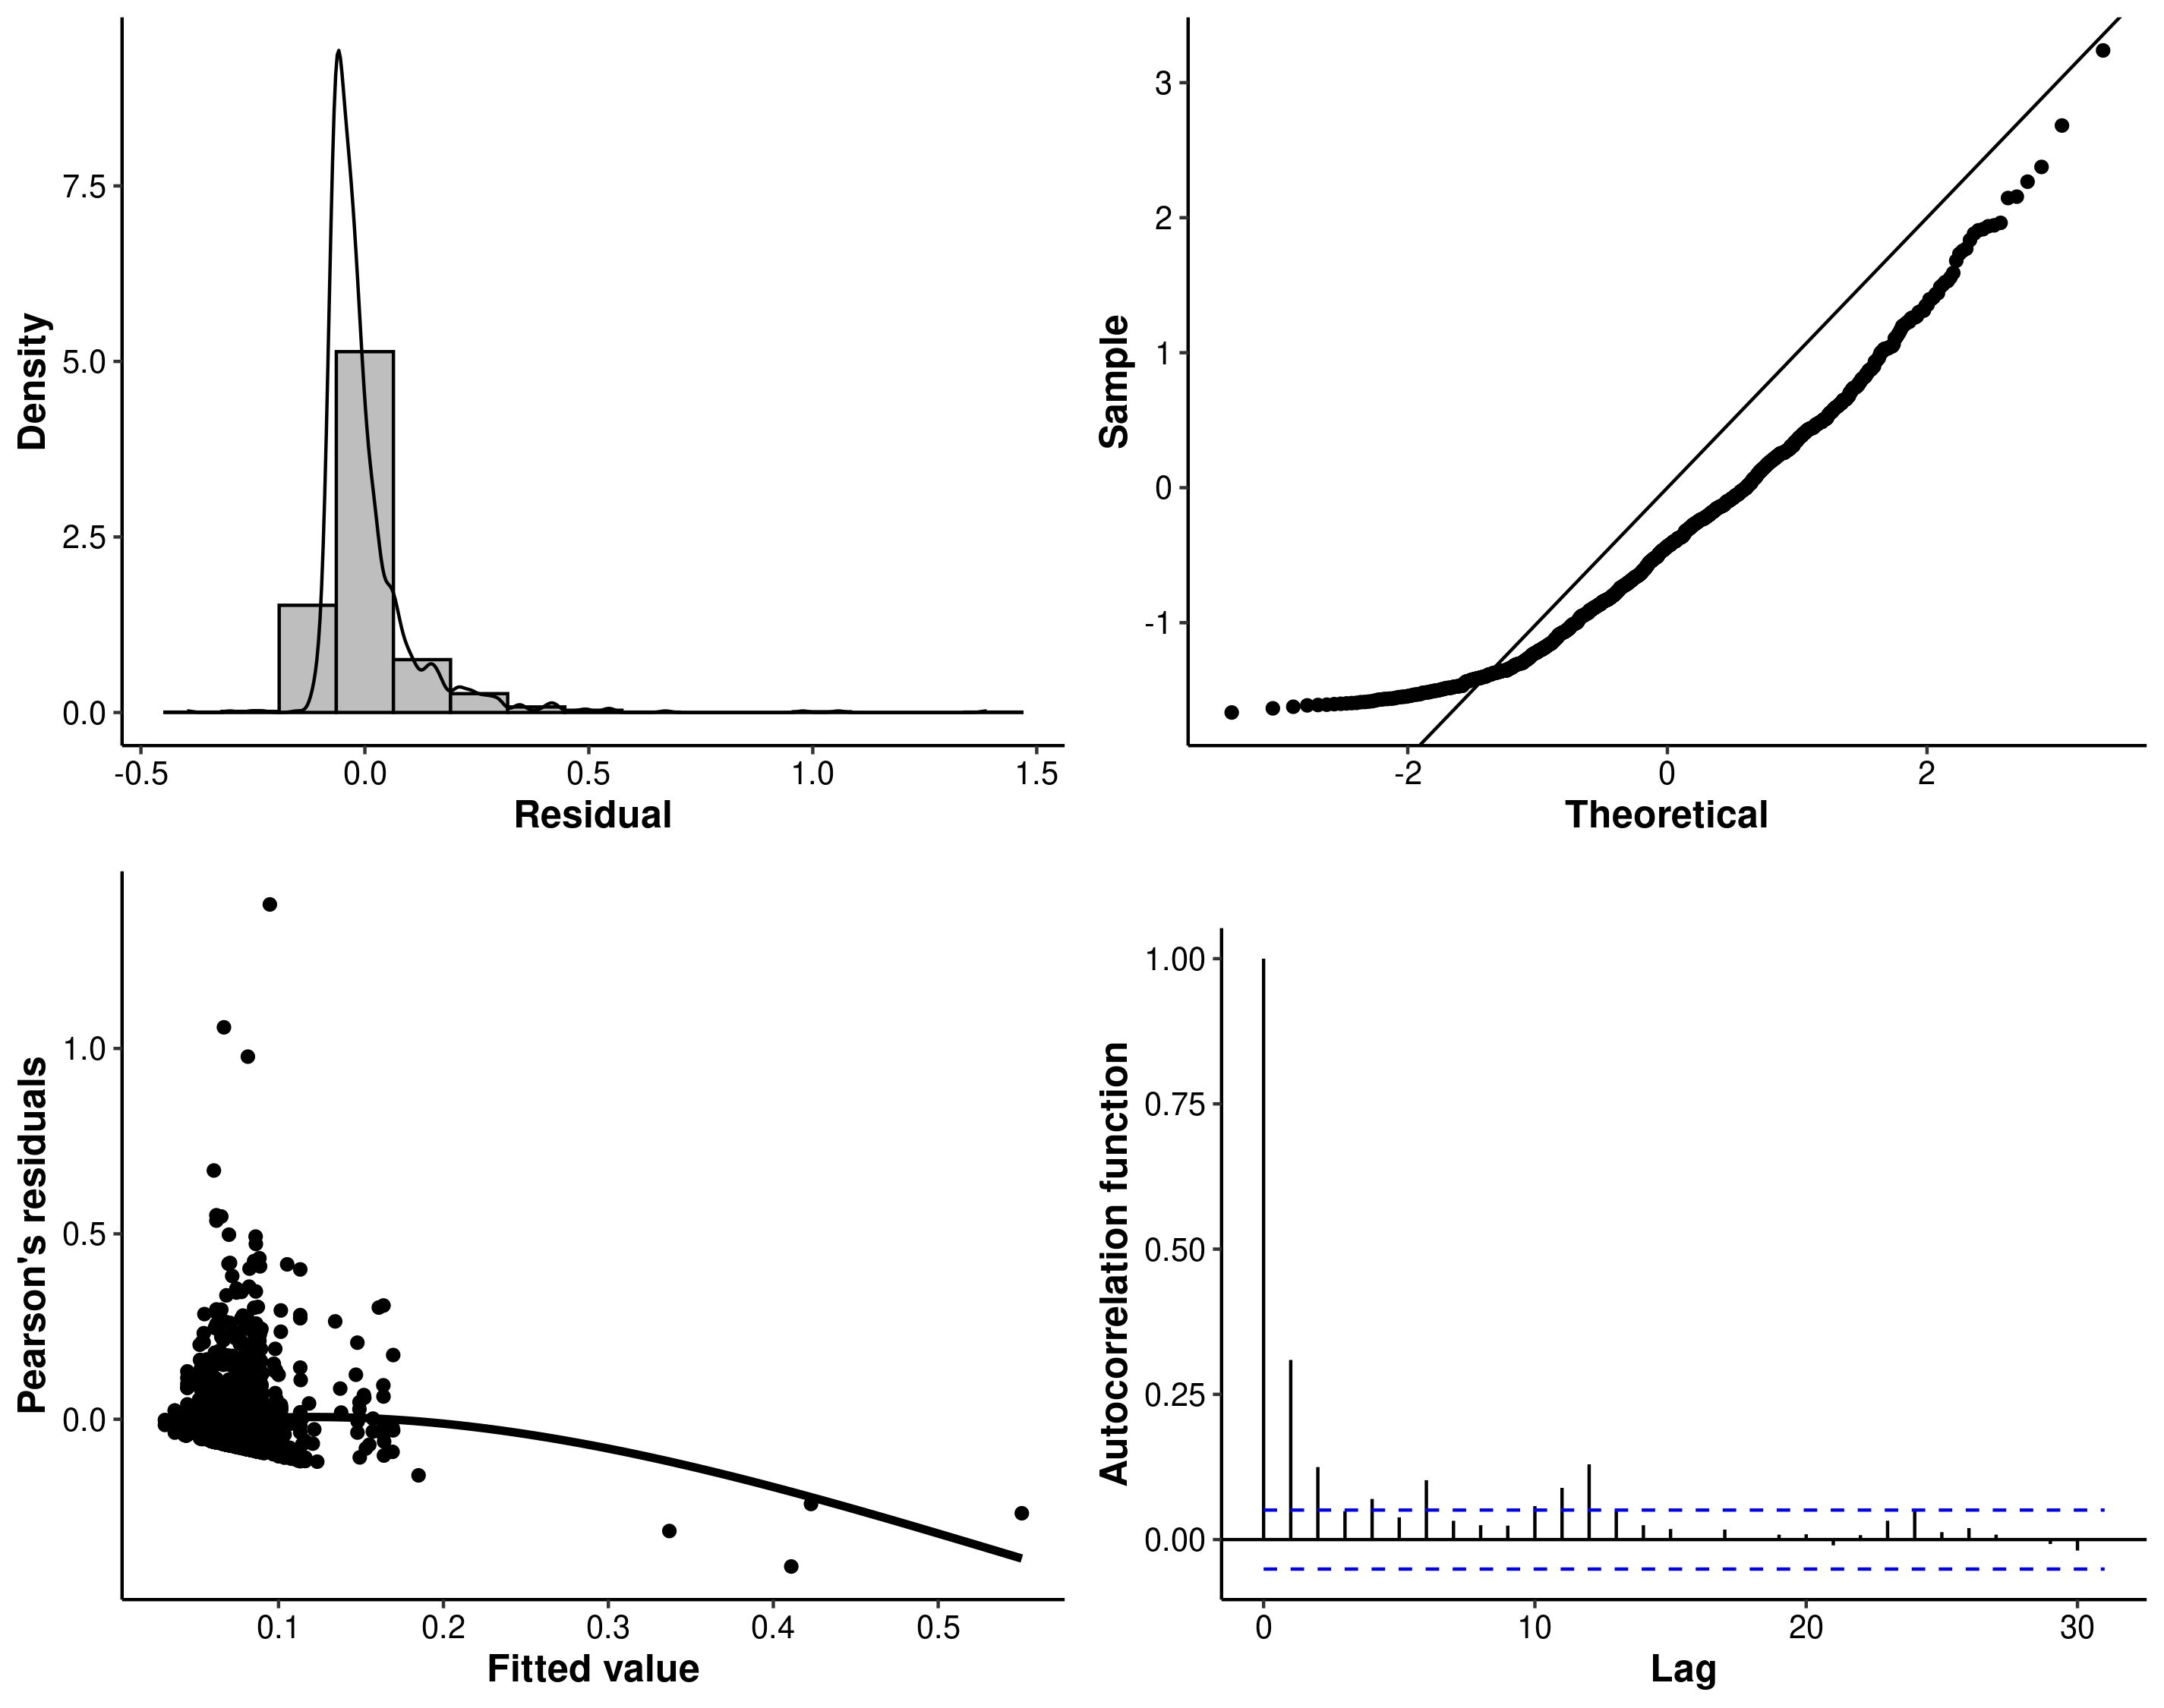 7.5
5.0
2.5
0.0
Density
-0.5 0.0 0.5 1.0 1.5
Residual
3
2
1
0
-1
Sample
-2 0 2
Theoretical
1.0
0.5
0.0
Pearson's residuals
0.1 0.2 0.3 0.4 0.5
Fitted value
1.00
0.75
0.50
0.25
0.00
Autocorrelation function
0 10 20 30
Lag